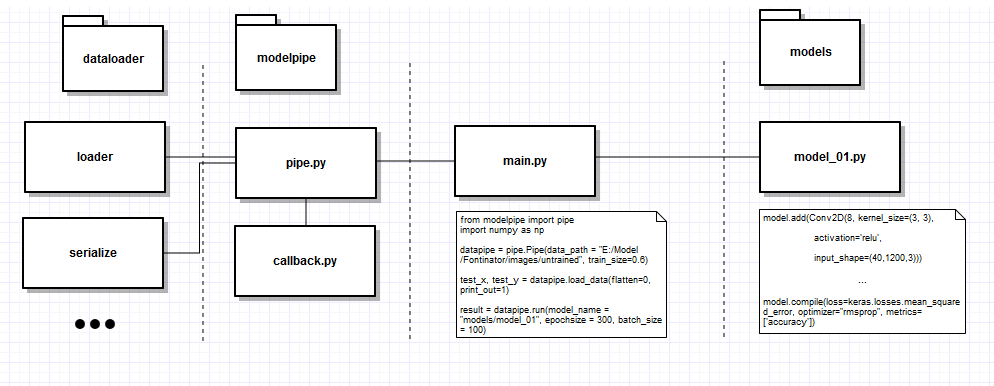 dataloader
modelpipe
models
loader
pipe.py
main.py
model_01.py
serialize
callback.py
from modelpipe import pipe
import numpy as np
datapipe = pipe.Pipe(data_path = "E:/Model
/Fontinator/images/untrained", train_size=0.6)
test_x, test_y = datapipe.load_data(flatten=0,
print_out=1)
result = datapipe.run(model_name =
"models/model_01", epochsize = 300, batch_size
= 100)
model.add(Conv2D(8, kernel_size=(3, 3),
activation='relu',
input_shape=(40,1200,3)))
...
model.compile(loss=keras.losses.mean_square
d_error, optimizer="rmsprop", metrics=
['accuracy'])